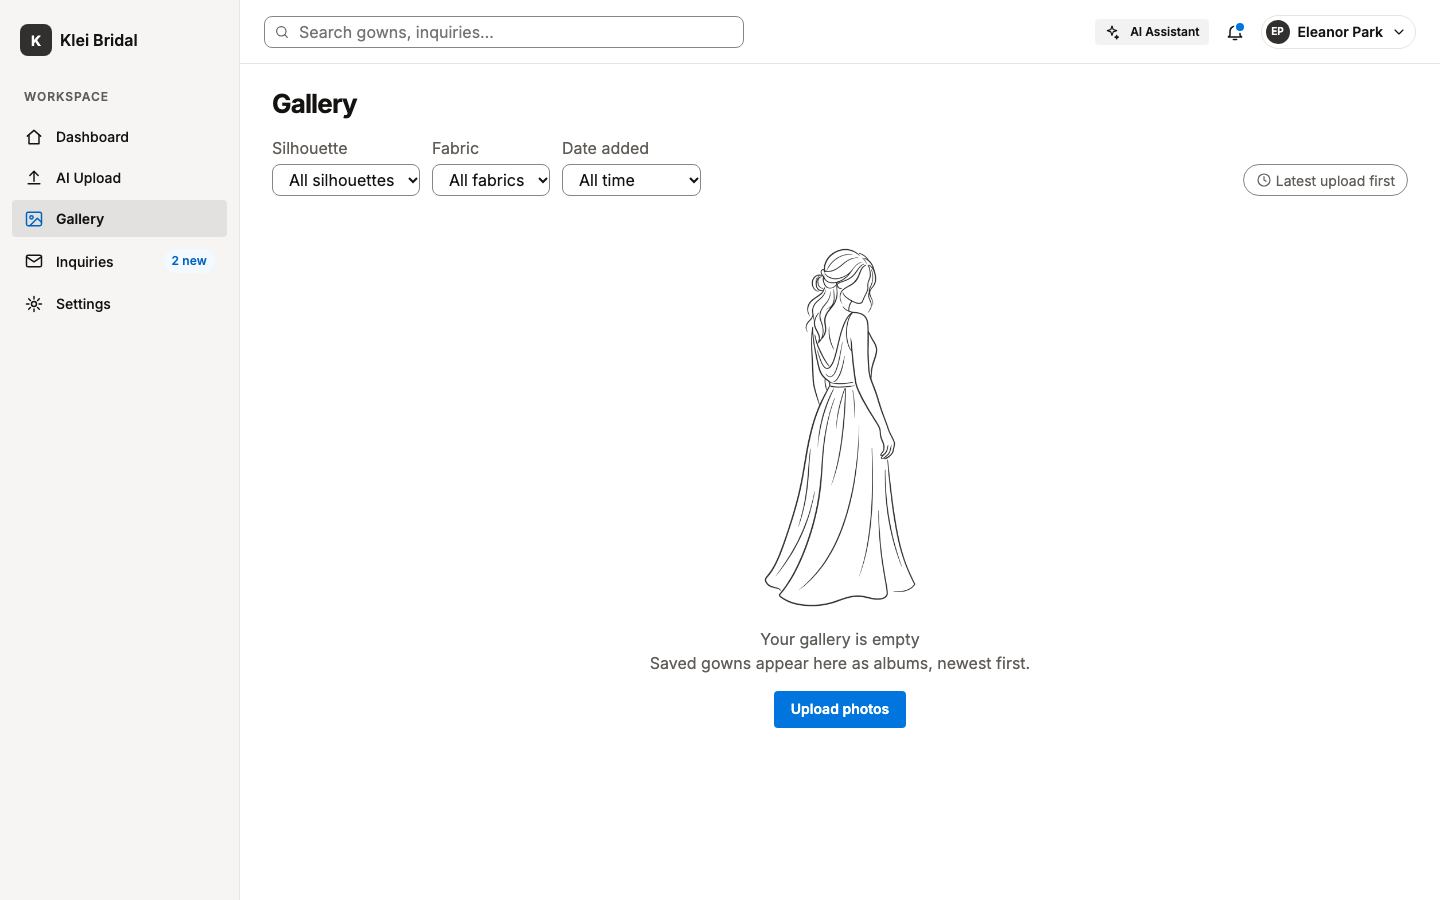 K Klei Bridal
Search gowns, inquiries...
AI Assistant
EP Eleanor Park
WORKSPACE
Dashboard
AI Upload
Gallery
Inquiries 2 new
Settings
Gallery
Silhouette Fabric Date added
All silhouettes All fabrics All time
Latest upload first
Your gallery is empty
Saved gowns appear here as albums, newest first.
Upload photos